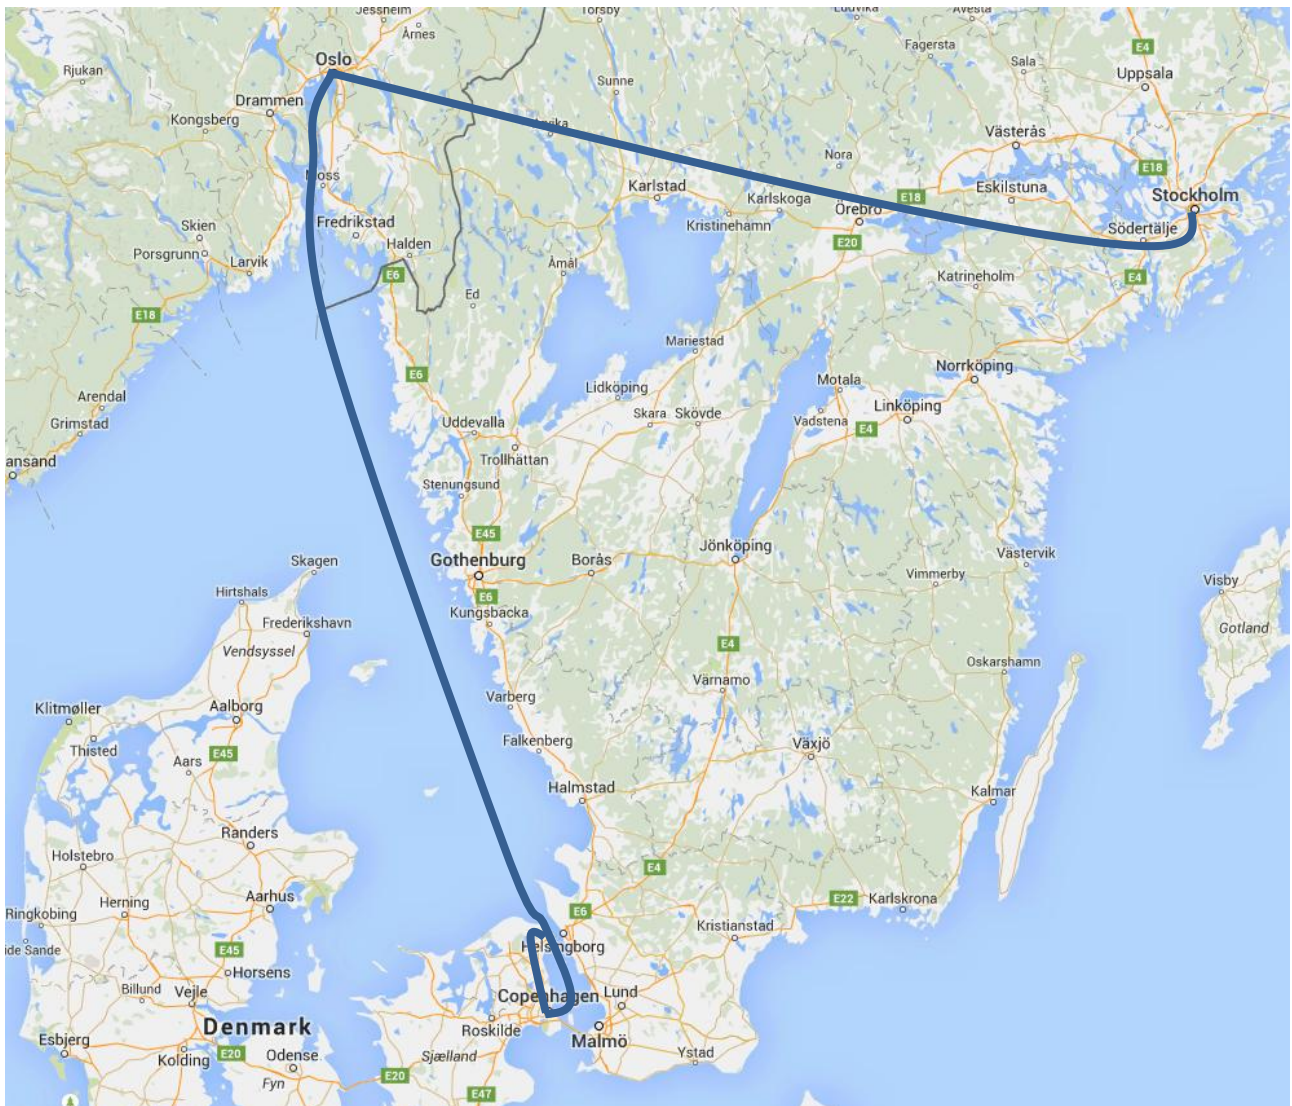 Jessheim
Torsby
Ludvika
Avesta
Årnes
Oslo
Fagersta
E4
Sala
Rjukan
Sunne
Uppsala
Drammen
Kongsberg
Arvika
Västerås
Nora
E18
Moss
Karlstad
Karlskoga
E18
Eskilstuna
Stockholm
Örebro
Skien
Fredrikstad
Kristinehamn
Södertälje
Porsgrunn
Halden
E20
Larvik
Åmål
E6
Katrineholm
E4
Ed
E18
Mariestad
Norrköping
E6
Lidköping
Motala
Arendal
Linköping
Grimstad
Uddevalla
Skara
Skövde
Vadstena
E4
ansand
Trollhättan
Stenungsund
E45
Jönköping
Västervik
Gothenburg
Borås
Skagen
Vimmerby
Visby
Hirtshals
E6
Kungsbacka
Frederikshavn
Gotland
Vendsyssel
E4
Oskarshamn
Värnamo
Varberg
Klitmøller
Aalborg
Thisted
Falkenberg
Växjö
E45
Aars
Halmstad
Kalmar
Randers
Holstebro
E4
Aarhus
E22
Karlskrona
Herning
Ringkobing
E6
Kristianstad
ide Sande
E45
Helsingborg
Horsens
Billund
Vejle
Copenhagen
Lund
Denmark
Roskilde
Esbjerg
Malmö
E20
Odense
Sjælland
Ystad
Kolding
E20
Fyn
E47